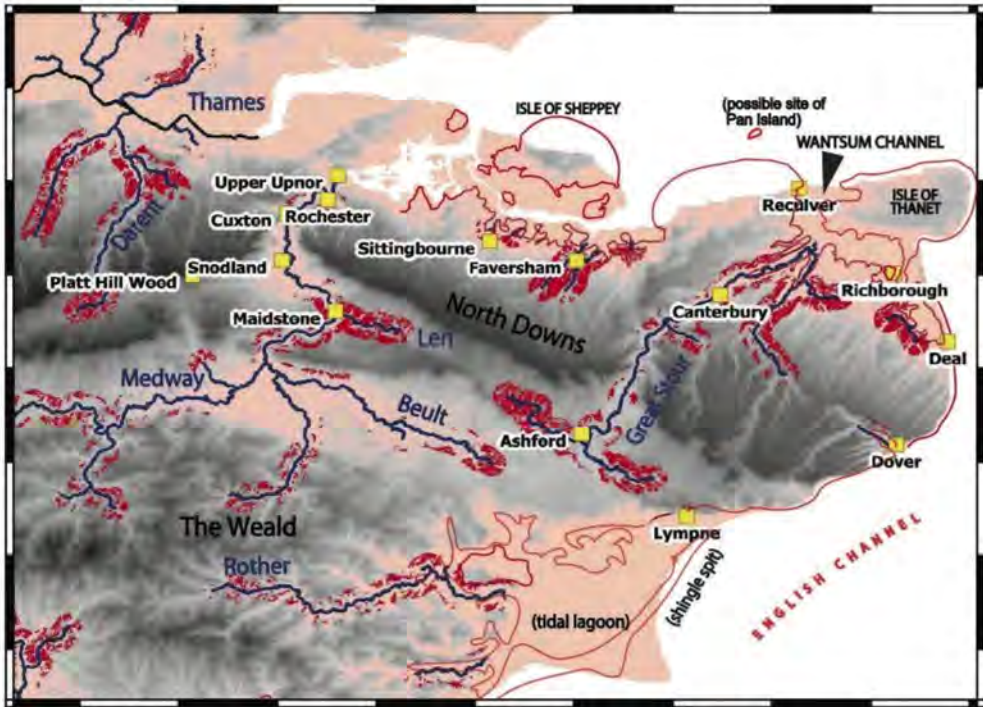 Thames
ISLE OF SHEPPEY
(possible site of
Pan Island)
WANTSUM CHANNEL
Upper Upnor
Reculver
ISLE OF
THANET
Cuxton
Rochester
Darent
Sittingbourne
Snodland
Faversham
Platt Hill Wood
Richborough
North Downs
Canterbury
Maidstone
Len
Deal
Medway
Beult
Great Stour
Ashford
Dover
The Weald
Lympne
Rother
(tidal lagoon)
(shingle spit)
ENGLISH CHANNEL